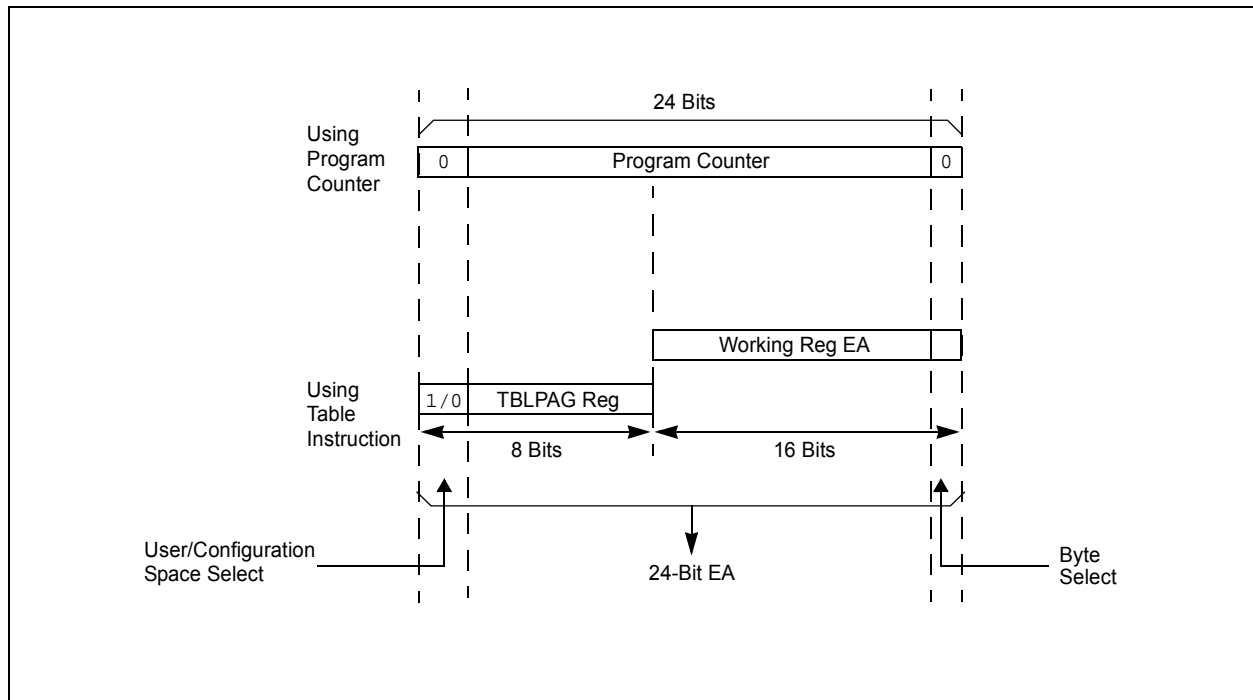 24 Bits
Using
Program
Counter
0
Program Counter
0
Working Reg EA
Using
Table
Instruction
1/0
TBLPAG Reg
8 Bits
16 Bits
User/Configuration
Space Select
24-Bit EA
Byte
Select